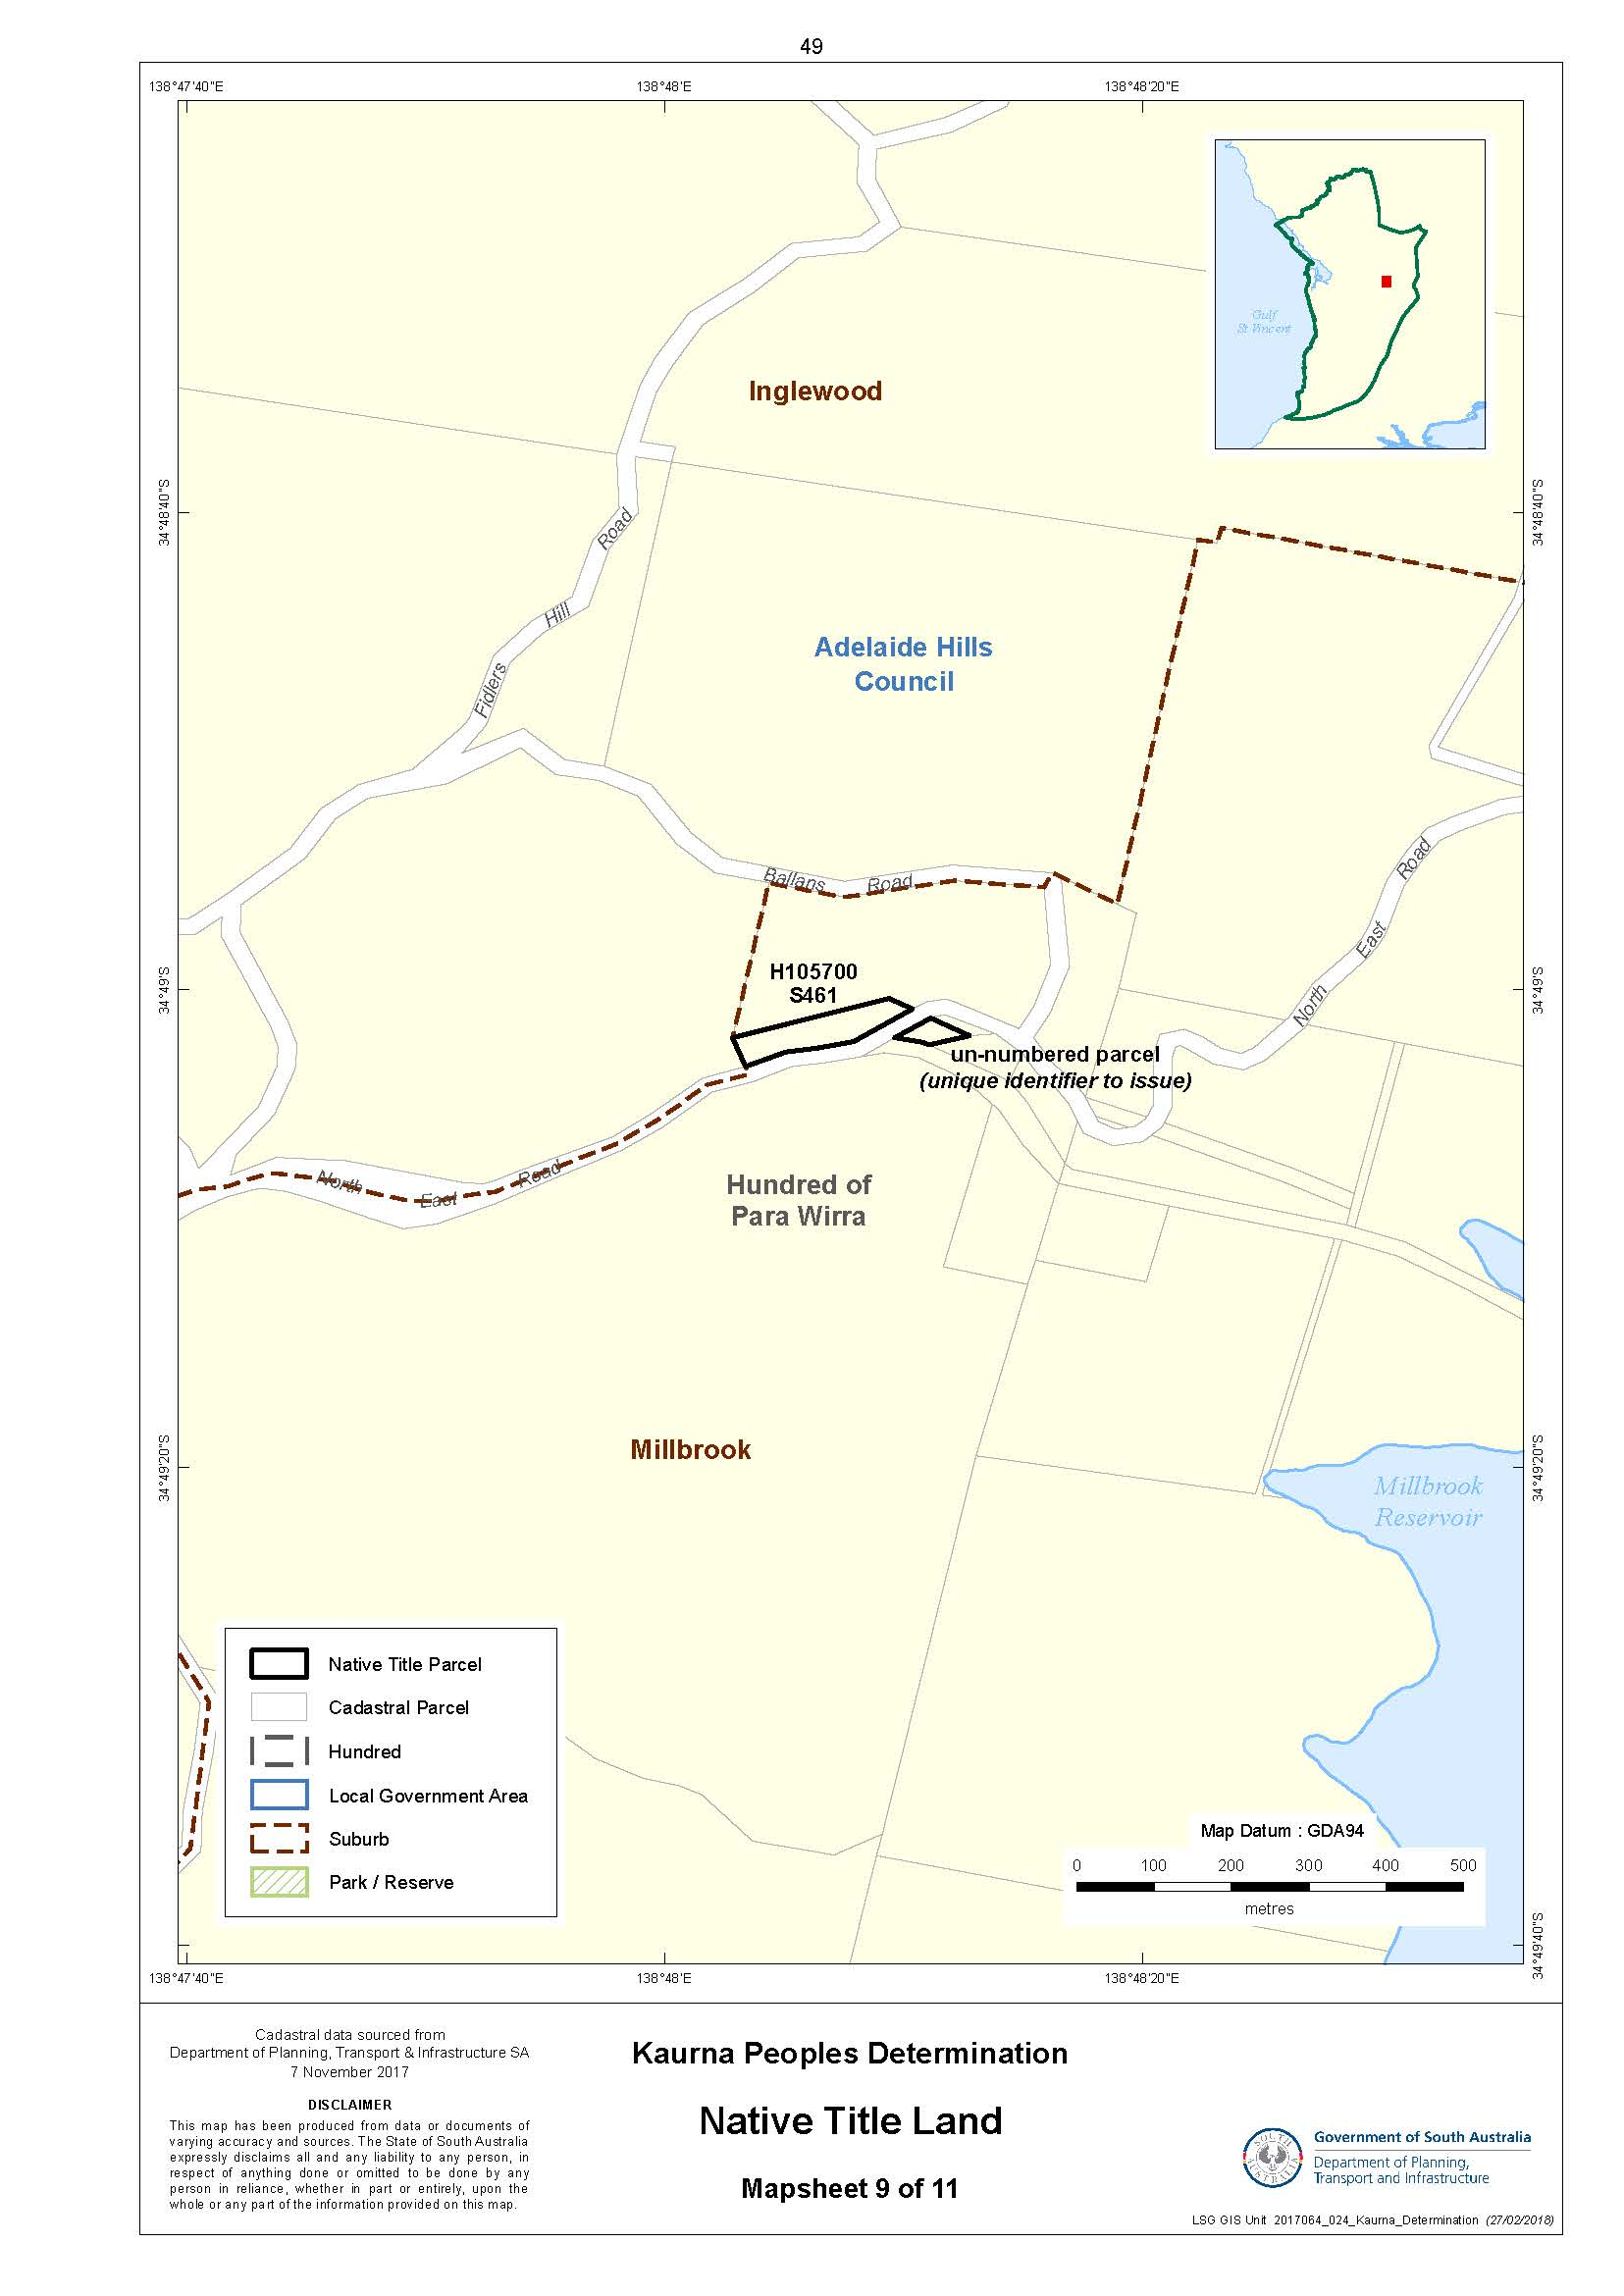 49
138°47'40"E
138°48'E
138°48'20"E
Gulf
St Vincent
Inglewood
34°48'40"S
34°48'40"S
Road
Hill
Fidlers
Adelaide Hills
Council
Ballans Road
Road
East
North
34°49'S
34°49'S
H105700
S461
un-numbered parcel
(unique identifier to issue)
North East Road
Hundred of
Para Wirra
Millbrook
34°49'20"S
34°49'20"S
Millbrook
Reservoir
Native Title Parcel
Cadastral Parcel
Hundred
Local Government Area
Suburb
Park / Reserve
Map Datum : GDA94
0 100 200 300 400 500
metres
34°49'40"S
138°47'40"E
138°48'E
138°48'20"E
Cadastral data sourced from
Department of Planning, Transport & Infrastructure SA
7 November 2017
DISCLAIMER
This map has been produced from data or documents of
varying accuracy and sources. The State of South Australia
expressly disclaims all and any liability to any person, in
respect of anything done or omitted to be done by any
person in reliance, whether in part or entirely, upon the
whole or any part of the information provided on this map.
Kaurna Peoples Determination
Native Title Land
Mapsheet 9 of 11
SOUTH
AUSTRALIA
Government of South Australia
Department of Planning,
Transport and Infrastructure
LSG GIS Unit 2017064_024_Kaurna_Determination (27/02/2018)